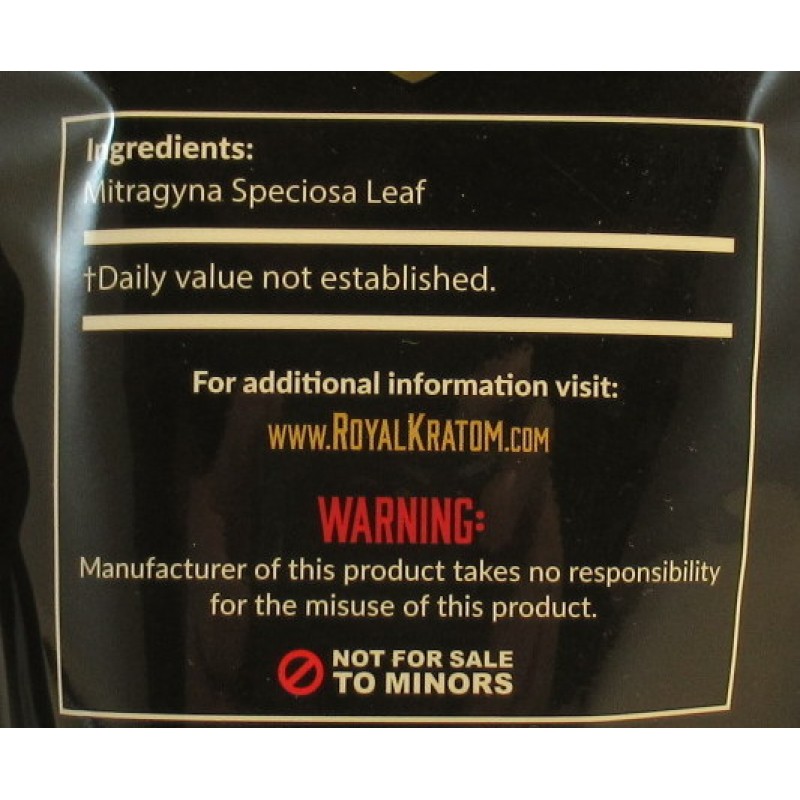 Ingredients:
Mitragyna Speciosa Leaf
†Daily value not established.
For additional information visit:
www.RoyalKratom.com
WARNING:
Manufacturer of this product takes no responsibility
for the misuse of this product.
NOT FOR SALE
TO MINORS